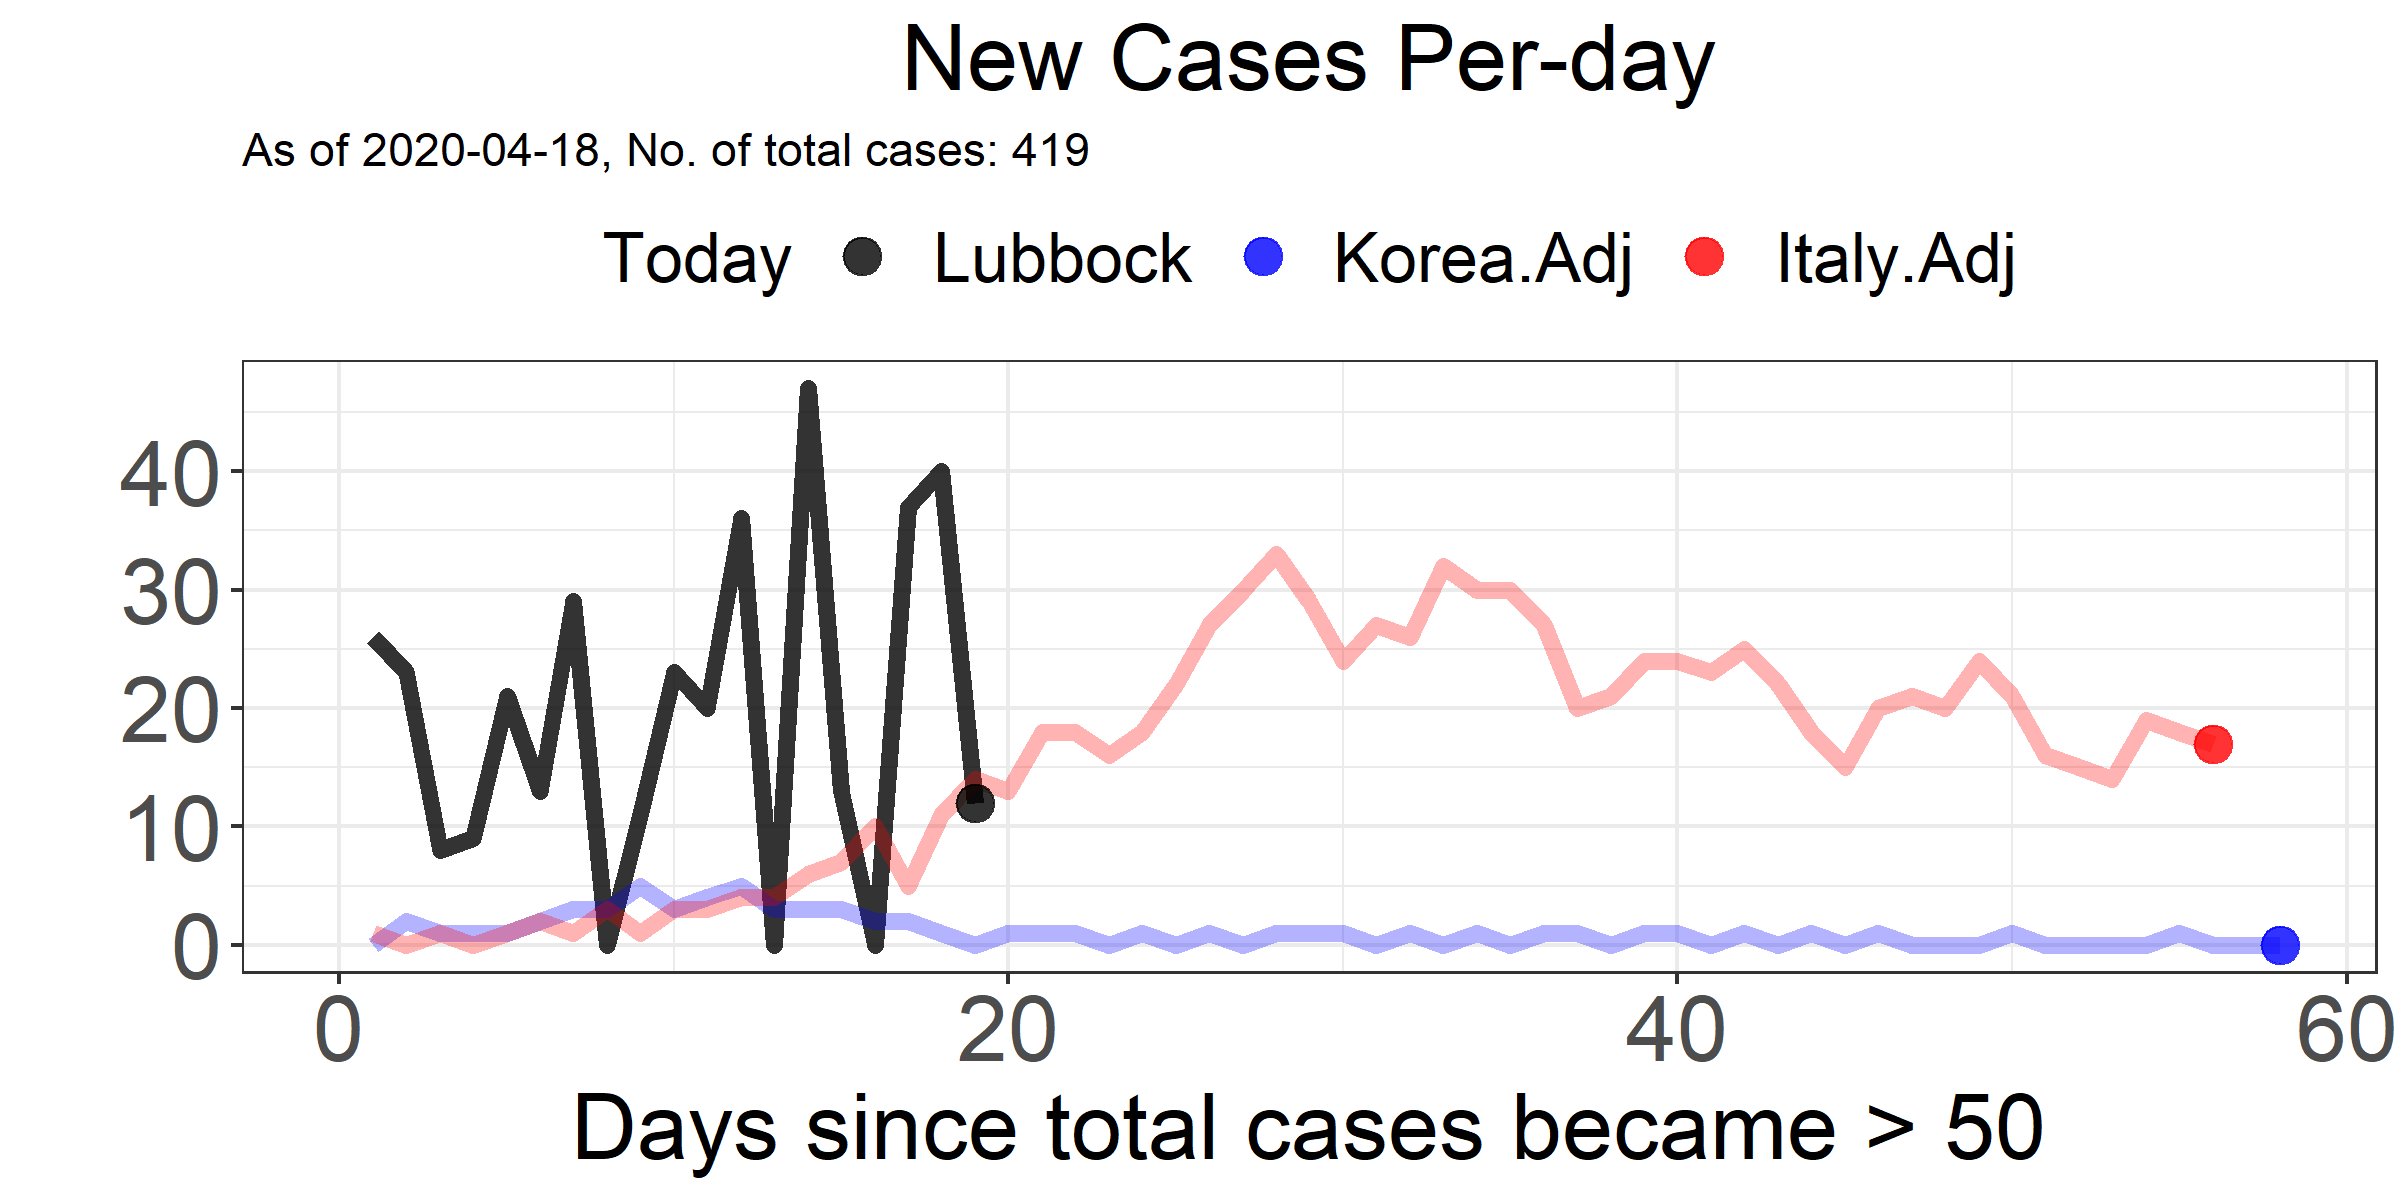 New Cases Per-day
As of 2020-04-18, No. of total cases: 419
Today Lubbock Korea.Adj Italy.Adj
40
30
20
10
0
0 20 40 60
Days since total cases became > 50